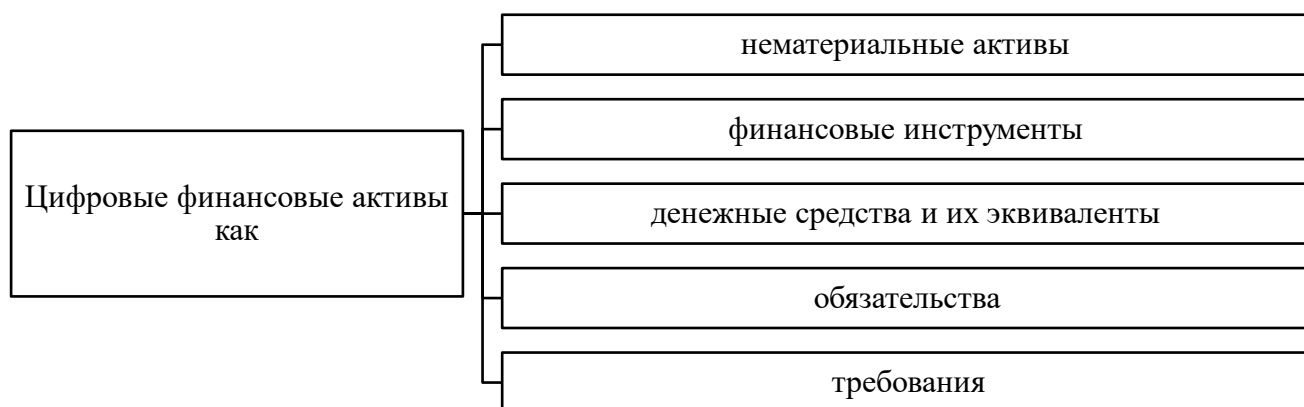 нематериальные активы
финансовые инструменты
Цифровые финансовые активы
как
денежные средства и их эквиваленты
обязательства
требования